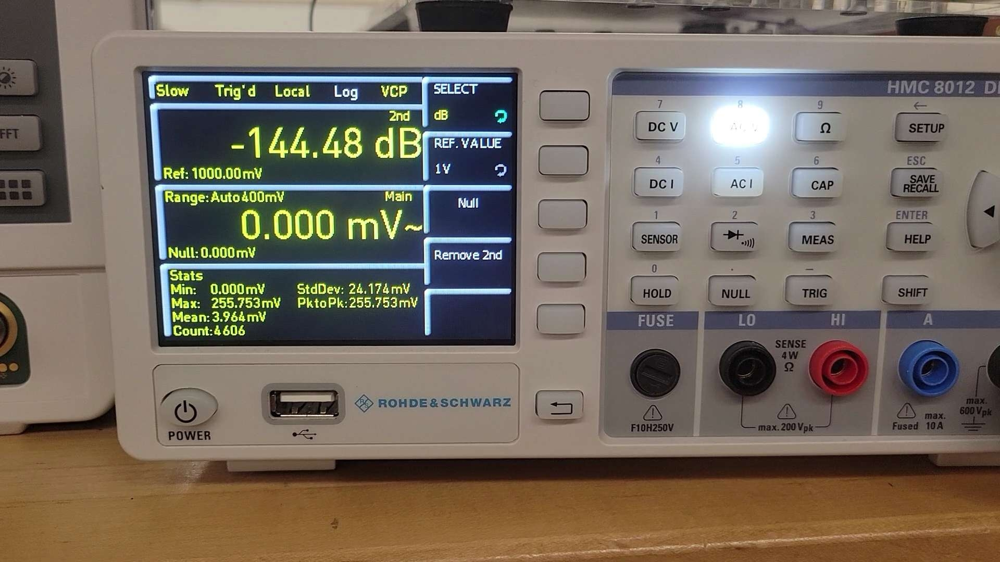 FFT
Slow Trig'd Local Log VCP
2nd
-144.48 dB
Ref: 1000.00mV
Range: Auto400mV Main
0.000 mV~
Null: 0.000mV
Stats
Min: 0.000mV StdDev: 24.174mV
Max: 255.753mV PktoPk: 255.753mV
Mean: 3.964mV
Count: 4606
SELECT
dB
REF. VALUE
1V
Null
Remove 2nd
POWER
ROHDE & SCHWARZ
HMC 8012
7 8 9 ←
DC V AC V Ω SETUP
4 5 6 ESC
DC I AC I CAP SAVE RECALL
1 2 3 ENTER
SENSOR MEAS HELP
0 . –
HOLD NULL TRIG SHIFT
FUSE LO HI A
SENSE
4W
Ω
F10H250V
max. 200 Vpk
Fused max. 10A
max.
600 Vpk